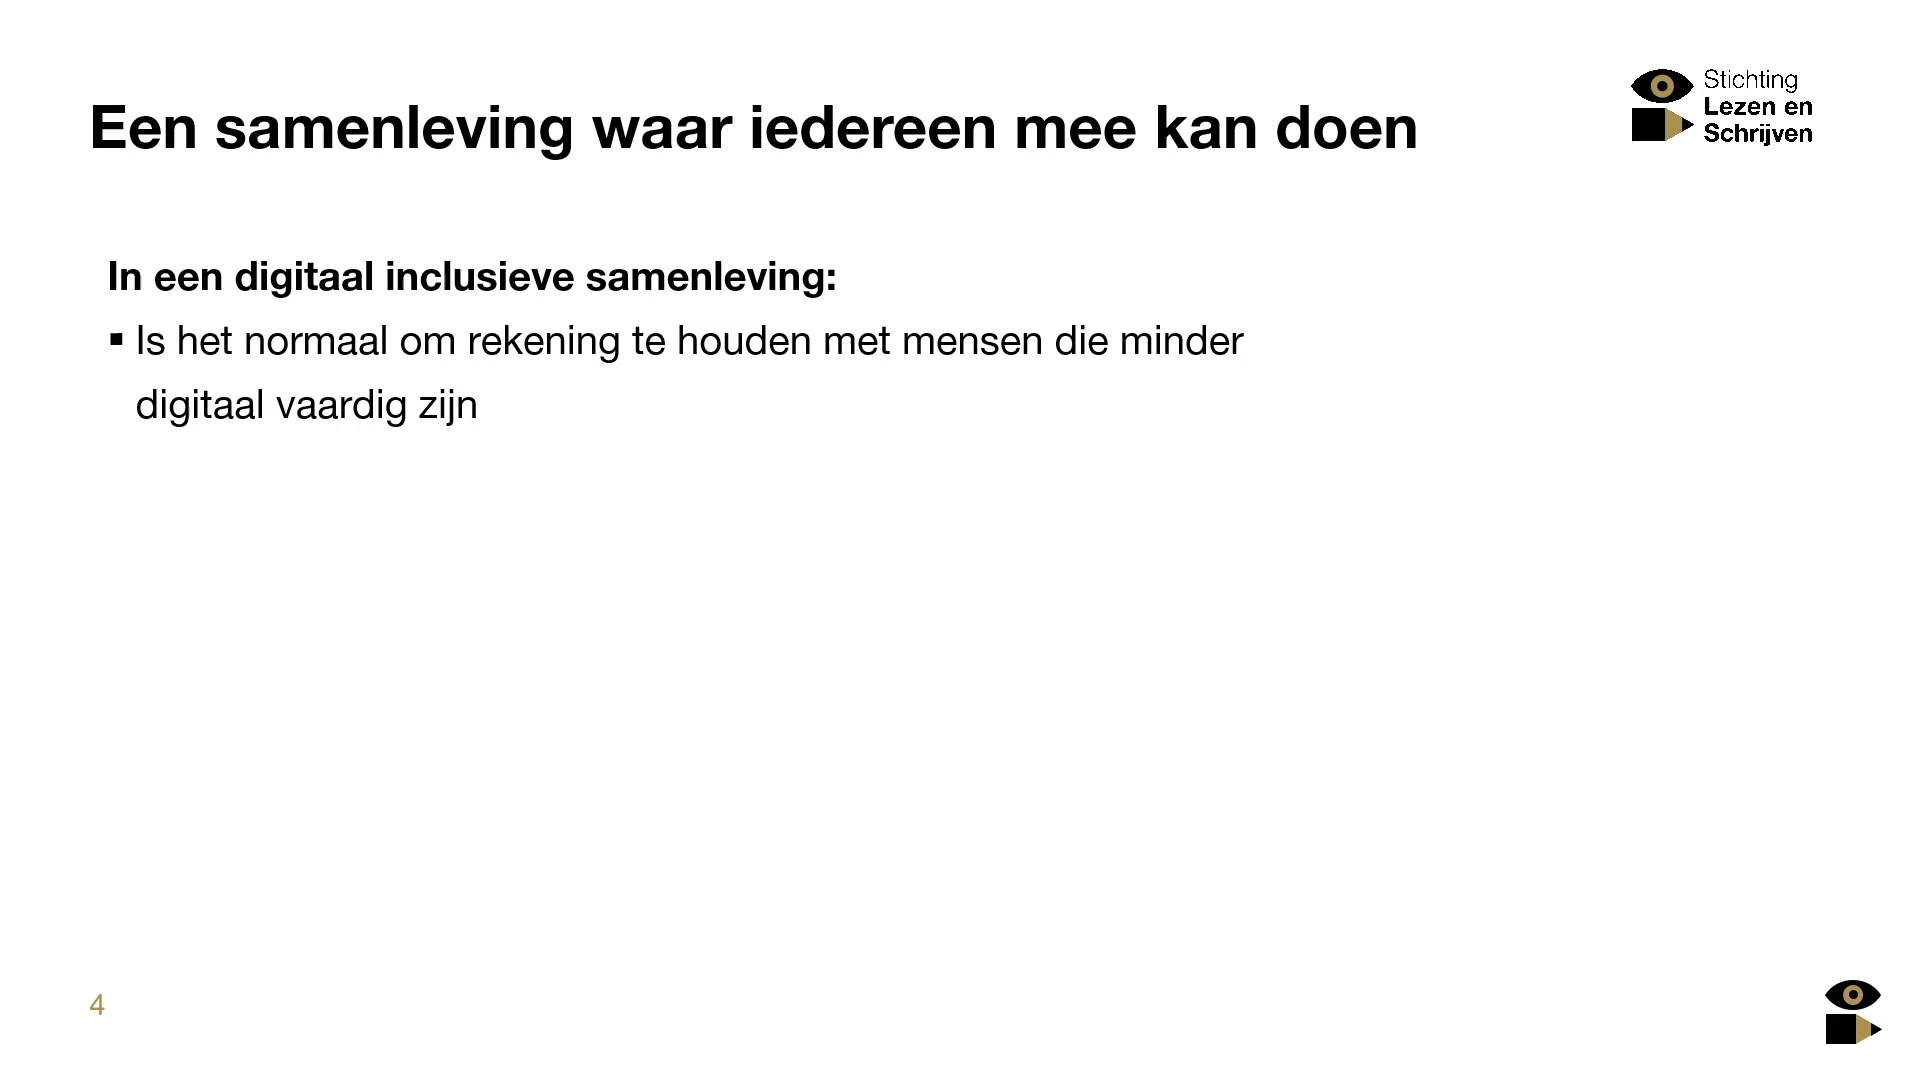 Een samenleving waar iedereen mee kan doen
Stichting
Lezen en
Schrijven
In een digitaal inclusieve samenleving:
▪ Is het normaal om rekening te houden met mensen die minder
digitaal vaardig zijn
4